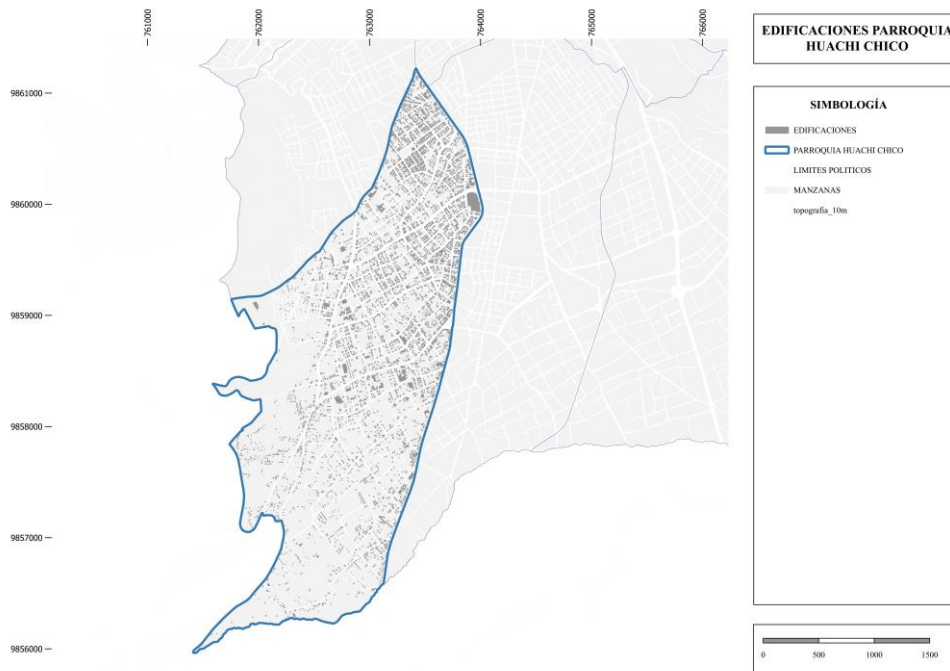 761000
762000
763000
764000
765000
766000
9861000
9860000
9859000
9858000
9857000
9856000
EDIFICACIONES PARROQUIA
HUACHI CHICO
SIMBOLOGÍA
EDIFICACIONES
PARROQUIA HUACHI CHICO
LIMITES POLITICOS
MANZANAS
topografia_10m
0 500 1000 1500